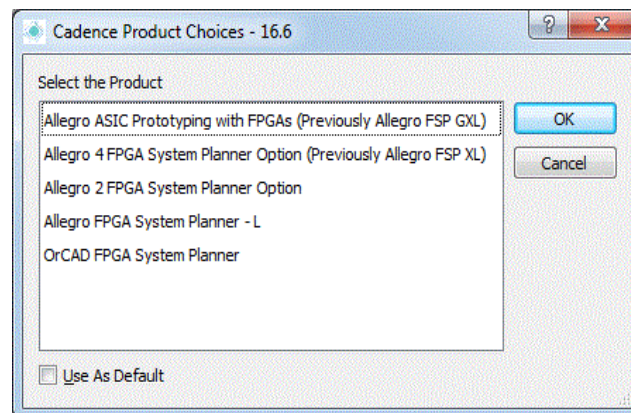 Cadence Product Choices - 16.6
Select the Product
Allegro ASIC Prototyping with FPGAs (Previously Allegro FSP GXL)
Allegro 4 FPGA System Planner Option (Previously Allegro FSP XL)
Allegro 2 FPGA System Planner Option
Allegro FPGA System Planner - L
OrCAD FPGA System Planner
OK
Cancel
Use As Default